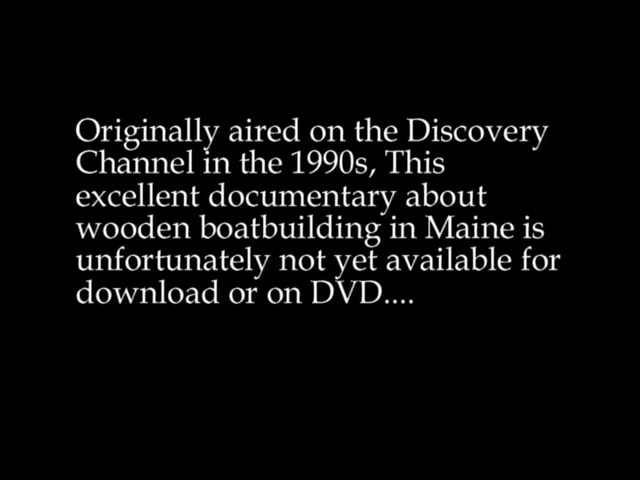 Originally aired on the Discovery
Channel in the 1990s, This
excellent documentary about
wooden boatbuilding in Maine is
unfortunately not yet available for
download or on DVD....